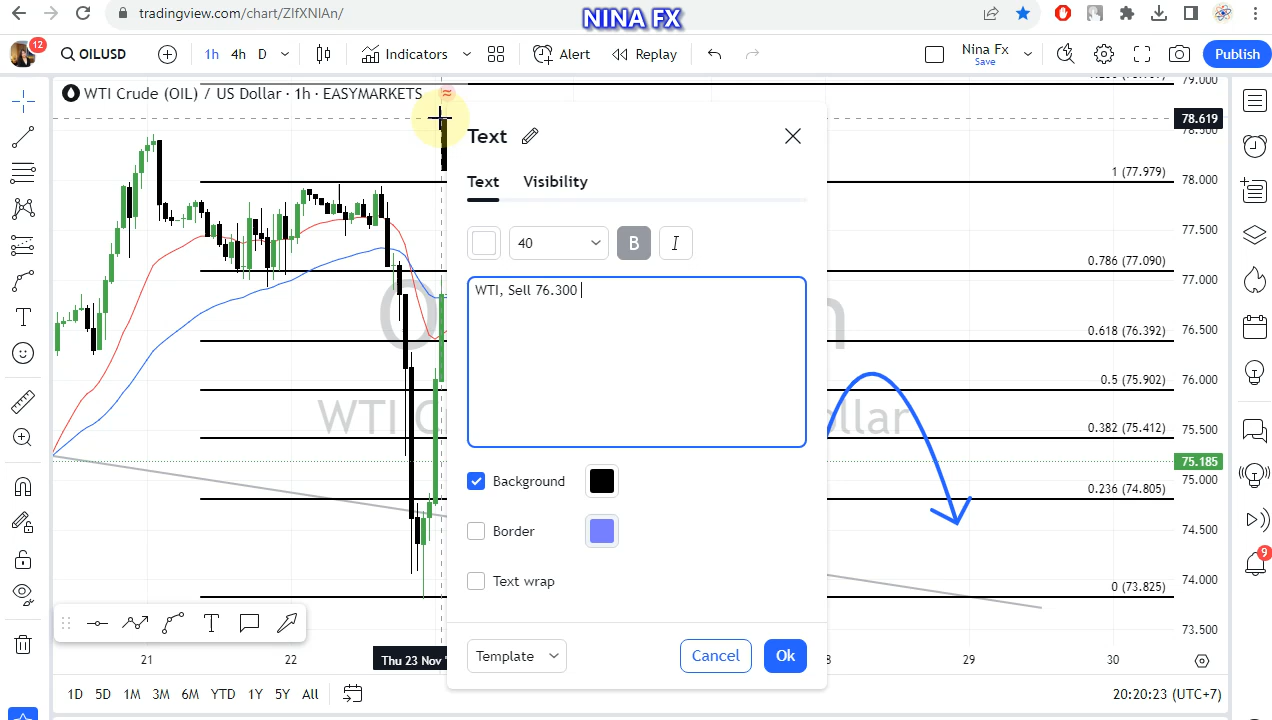 tradingview.com/chart/ZIfXNIAn/
NINA FX
12
OILUSD
1h 4h D
Indicators
Alert
Replay
Nina Fx
Save
Publish
WTI Crude (OIL) / US Dollar · 1h · EASYMARKETS
Text
Text Visibility
40
B I
WTI, Sell 76.300
Background
Border
Text wrap
Template
Cancel
Ok
79.000
78.619
78.500
1 (77.979)
78.000
77.500
0.786 (77.090)
77.000
76.500
0.618 (76.392)
76.000
0.5 (75.902)
75.500
0.382 (75.412)
75.185
75.000
0.236 (74.805)
74.500
74.000
0 (73.825)
73.500
9
21 22 Thu 23 Nov 29 30
1D 5D 1M 3M 6M YTD 1Y 5Y All
20:20:23 (UTC+7)